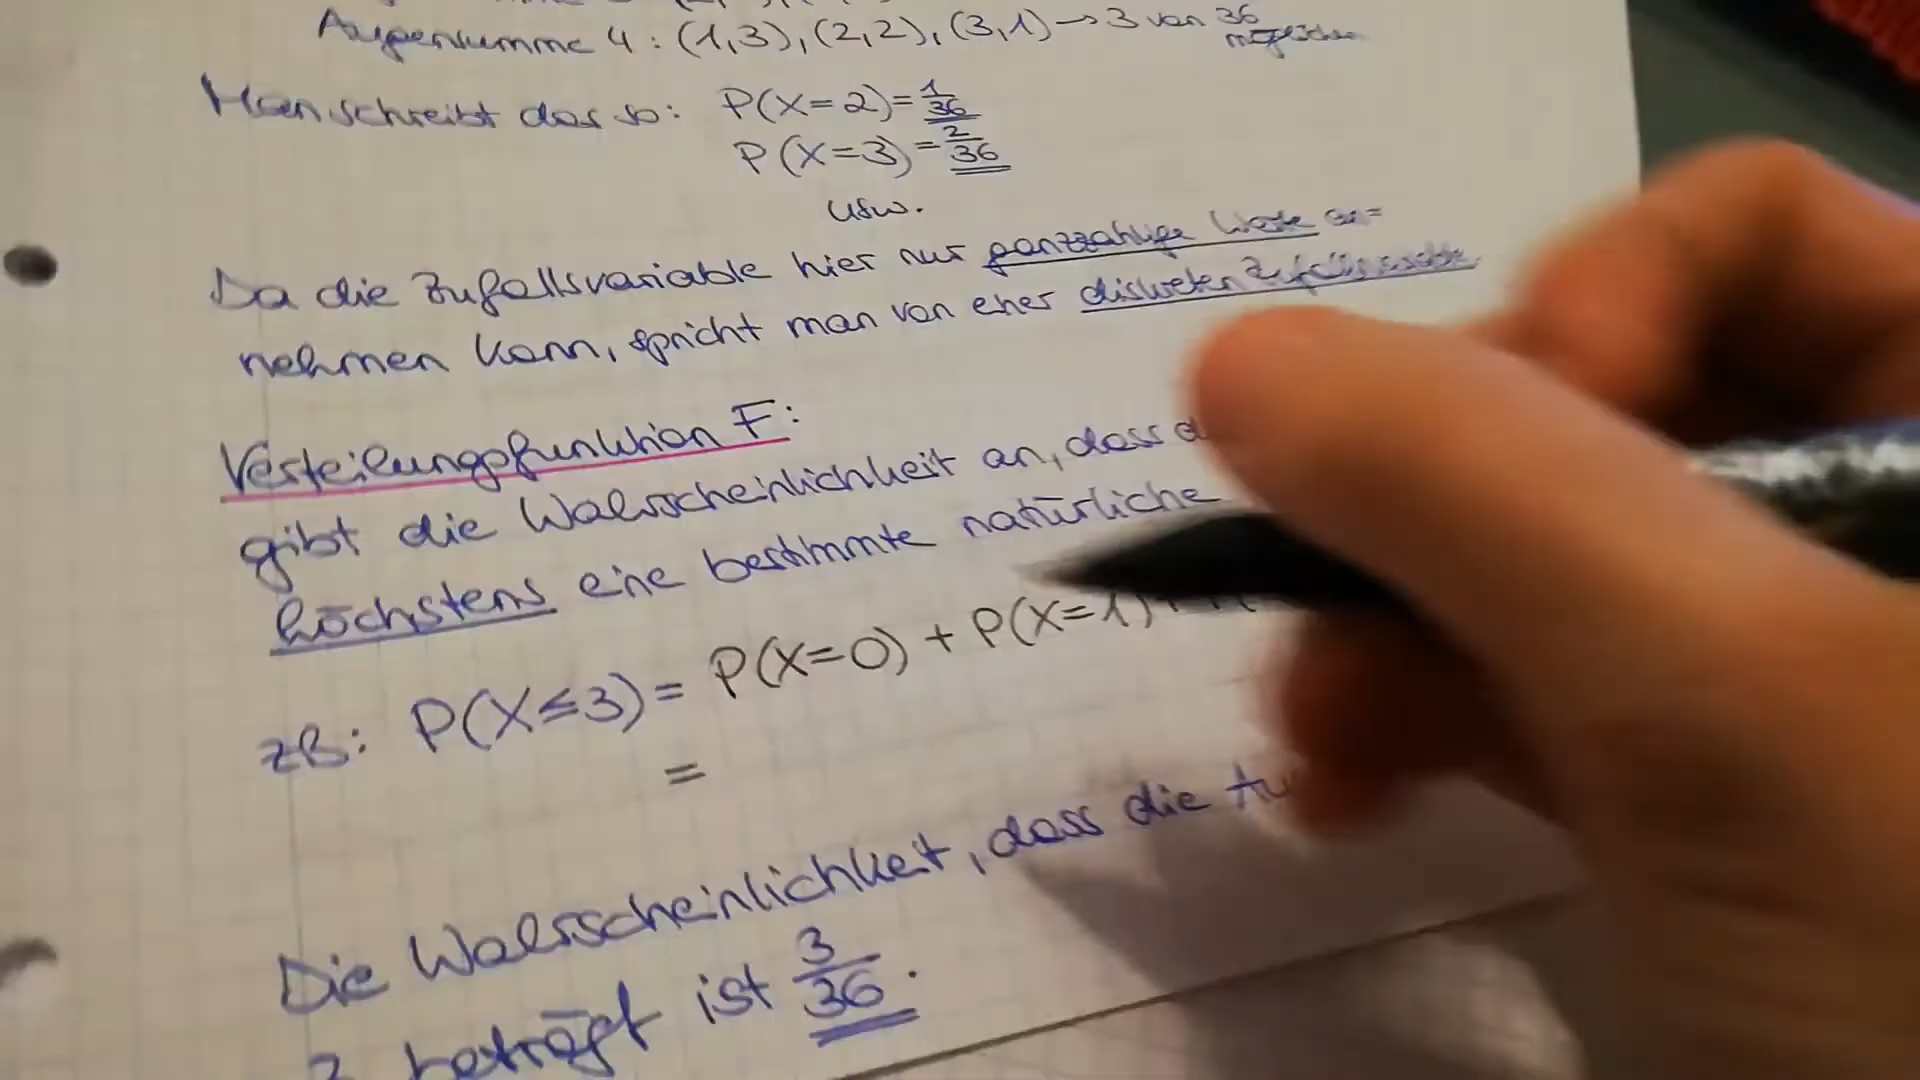 Augensumme 4 : (1,3), (2,2), (3,1) → 3 von 36
möglichen
Man schreibt das so: P(X=2) = 1/36
P(X=3) = 2/36
usw.
Da die Zufallsvariable hier nur ganzzahlige Werte an=
nehmen kann, spricht man von einer diskreten Zufallsvariable.
Verteilungsfunktion F:
gibt die Wahrscheinlichkeit an, dass d
höchstens eine bestimmte natürliche
zB: P(X≤3) = P(X=0) + P(X=1) +
=
Die Wahrscheinlichkeit, dass die Au
beträgt ist 3/36.